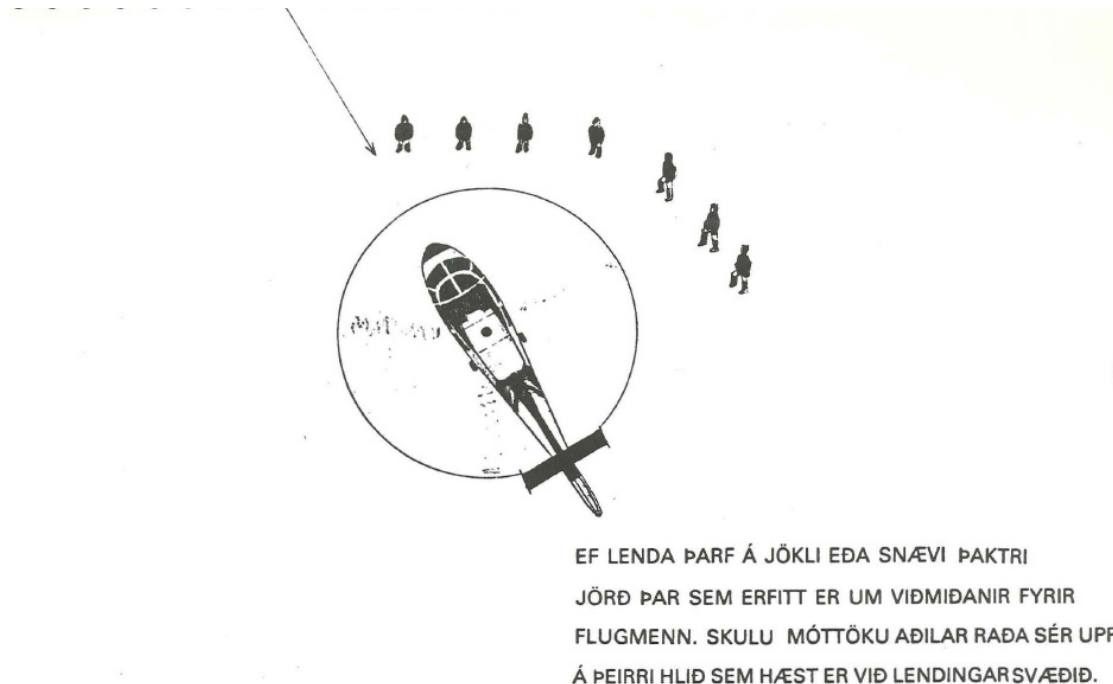 EF LENDA ÞARF Á JÖKLI EÐA SNÆVI ÞAKTRI
JÖRÐ ÞAR SEM ERFITT ER UM VIÐMIÐANIR FYRIR
FLUGMENN. SKULU MÓTTÖKU AÐILAR RAÐA SÉR UPP
Á ÞEIRRI HLIÐ SEM HÆST ER VIÐ LENDINGARSVÆÐIÐ.